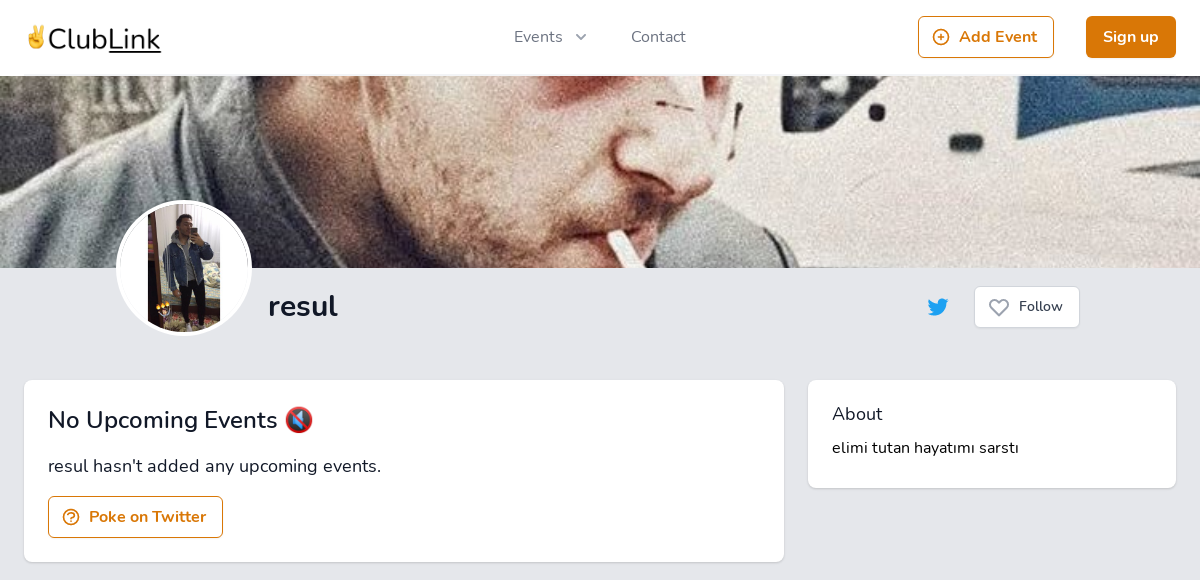 ClubLink
Events
Contact
Add Event
Sign up
resul
Follow
No Upcoming Events
resul hasn't added any upcoming events.
Poke on Twitter
About
elimi tutan hayatımı sarstı